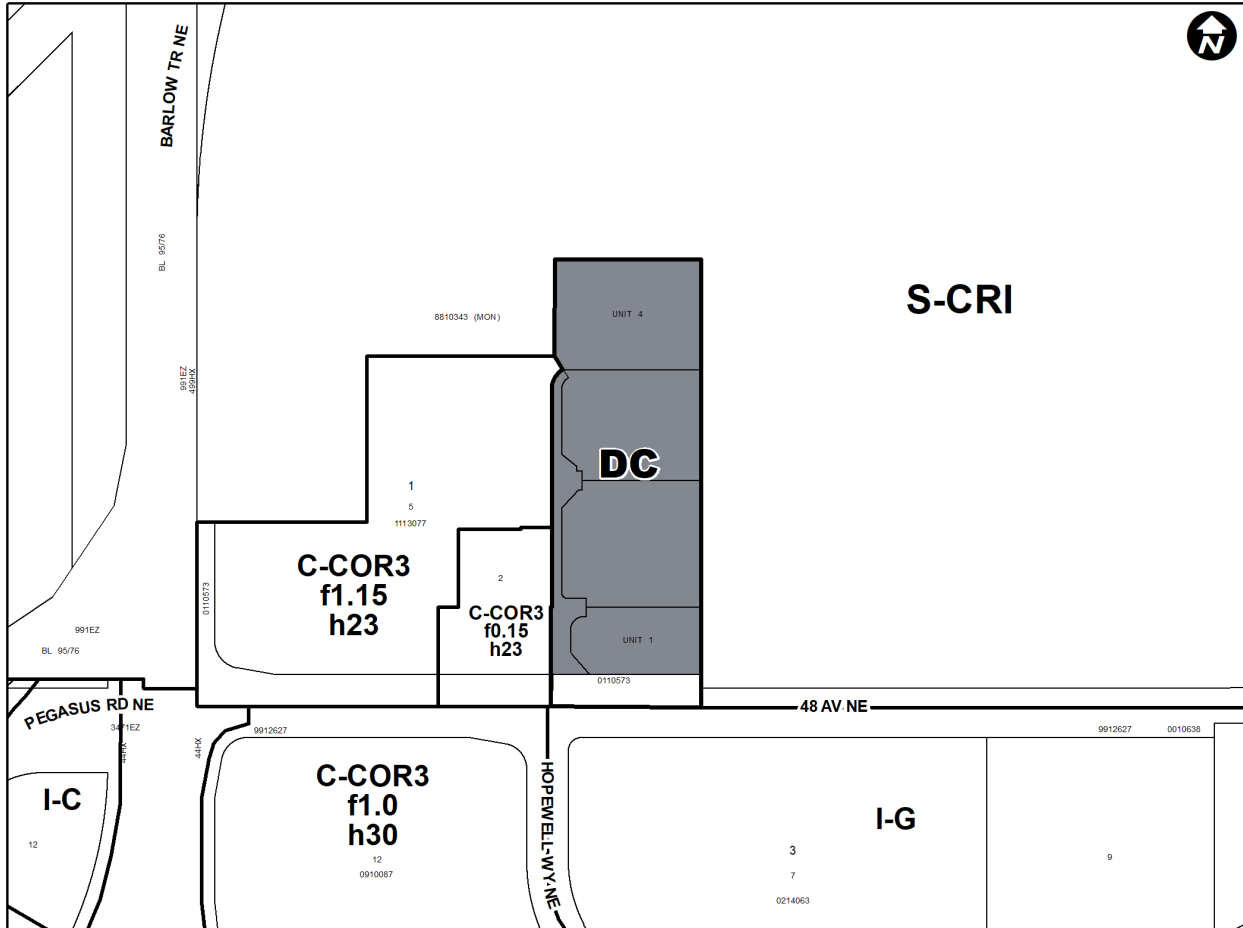 N
BARLOW TR NE
BL 95/76
S-CRI
8810343 (MON)
UNIT 4
991EZ
499HX
DC
1
5
1113077
C-COR3
f1.15
h23
2
C-COR3
f0.15
h23
0110573
991EZ
BL 95/76
UNIT 1
0110573
PEGASUS RD NE
3471EZ
44HX
44HX
9912627
48 AV NE
9912627
0010638
HOPEWELL WY NE
C-COR3
f1.0
h30
12
0910087
I-C
12
I-G
3
7
0214063
9